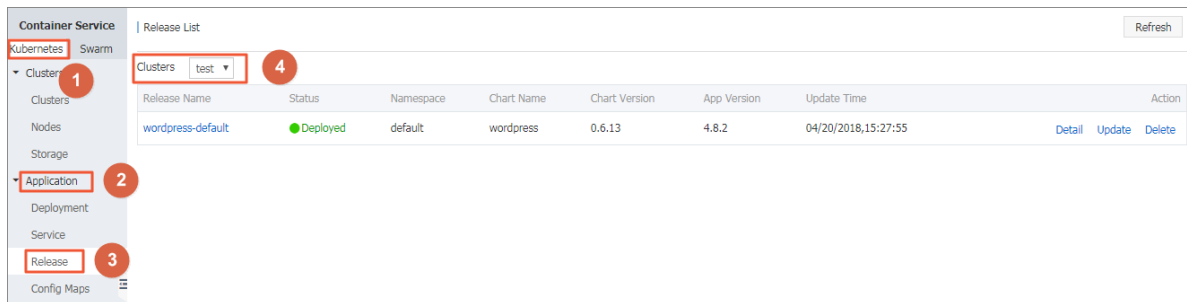 Container Service
Kubernetes Swarm
1
Clusters
Clusters
Nodes
Storage
Application
2
Deployment
Service
Release
3
Config Maps
Release List
Refresh
Clusters test
4
Release Name Status Namespace Chart Name Chart Version App Version Update Time Action
wordpress-default Deployed default wordpress 0.6.13 4.8.2 04/20/2018,15:27:55 Detail Update Delete